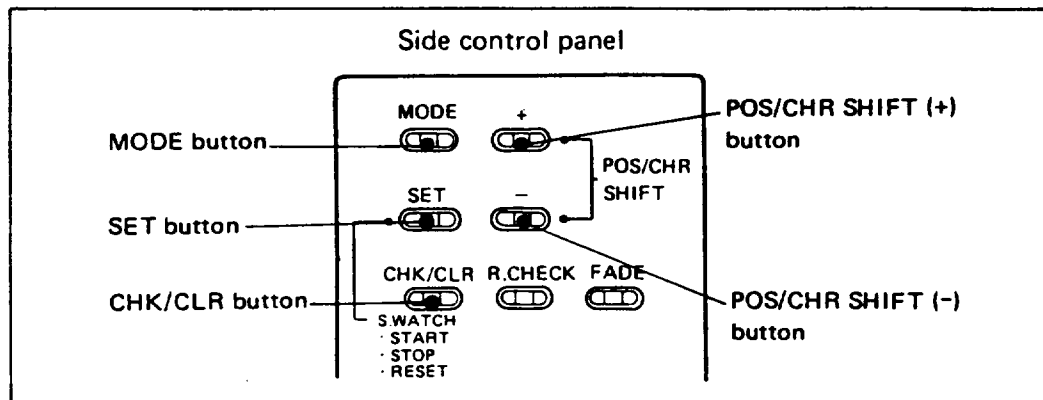 Side control panel
MODE
+
MODE button
POS/CHR SHIFT (+)
button
POS/CHR
SHIFT
SET
−
SET button
CHK/CLR
R.CHECK
FADE
CHK/CLR button
POS/CHR SHIFT (−)
button
S.WATCH
· START
· STOP
· RESET